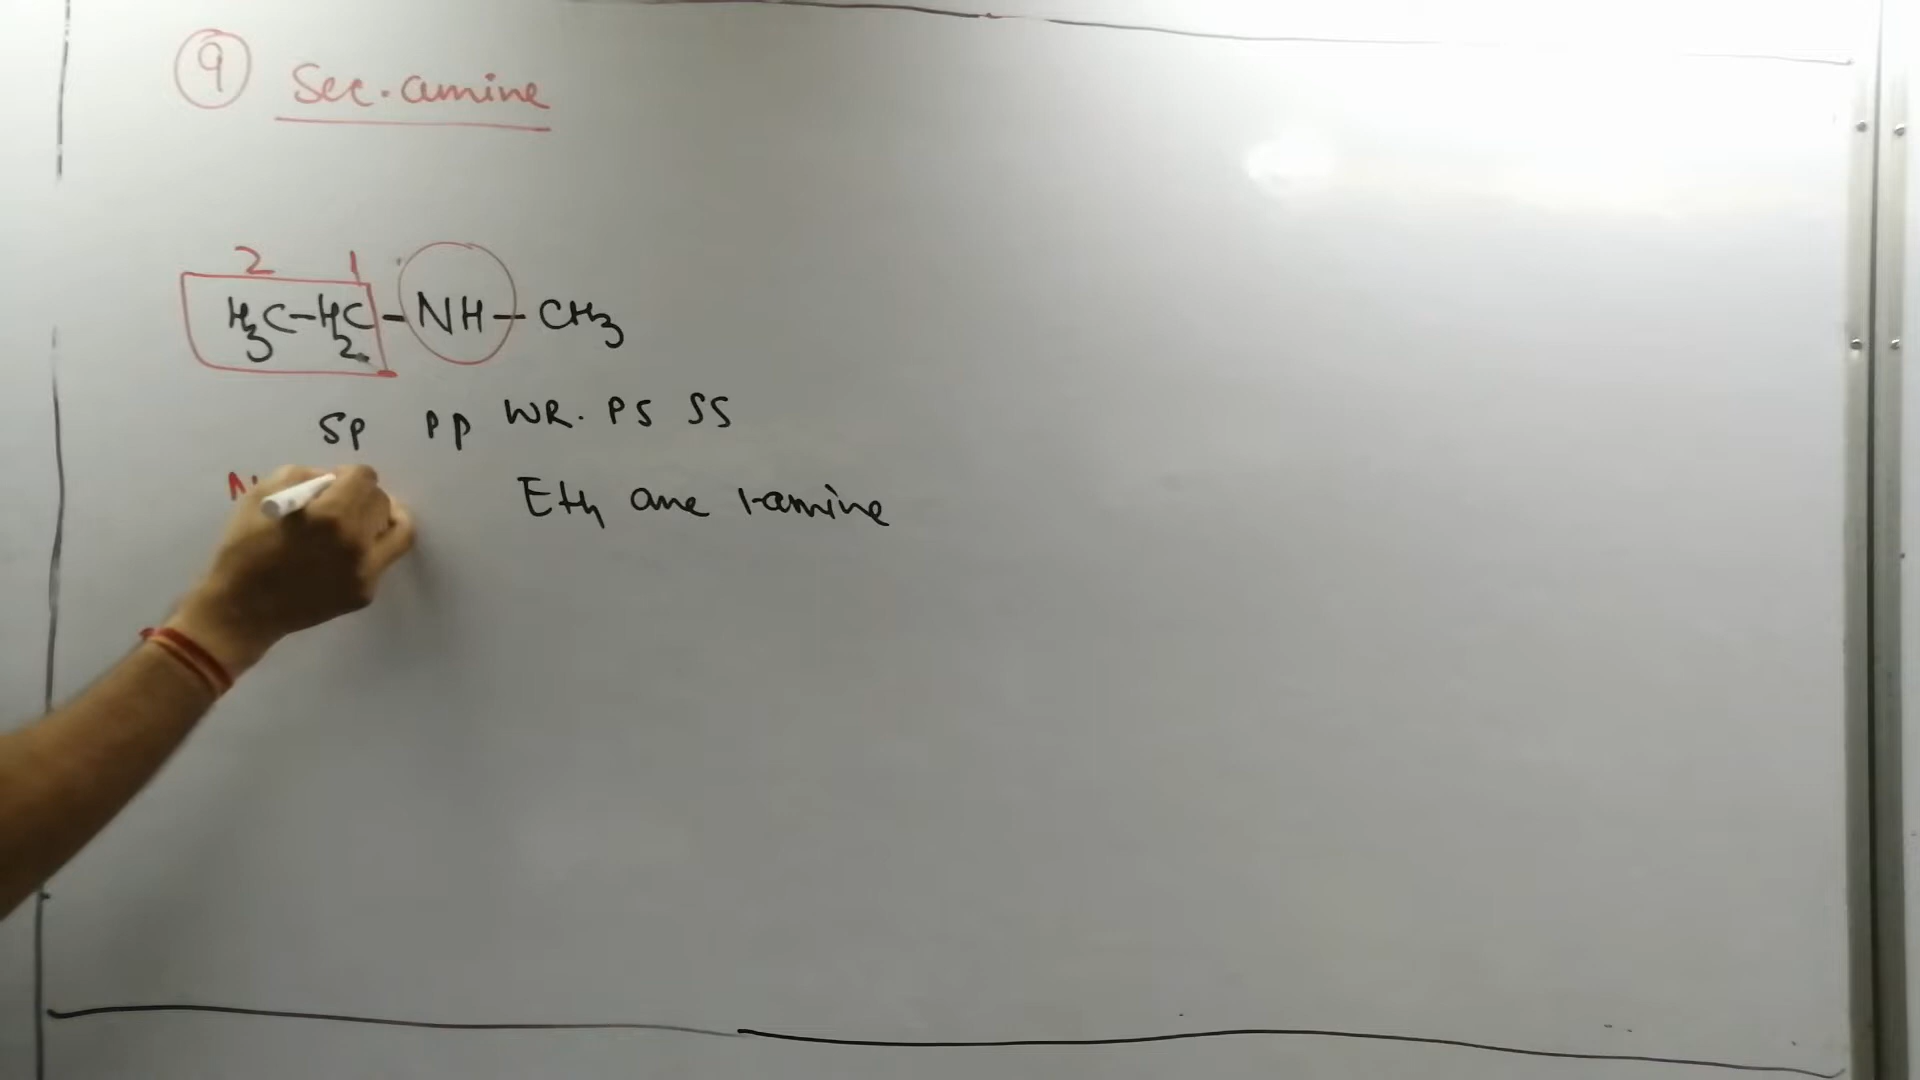 9 Sec. amine
2 1
H3C-H2C-NH-CH3
SP PP WR. PS SS
Eth ane 1-amine